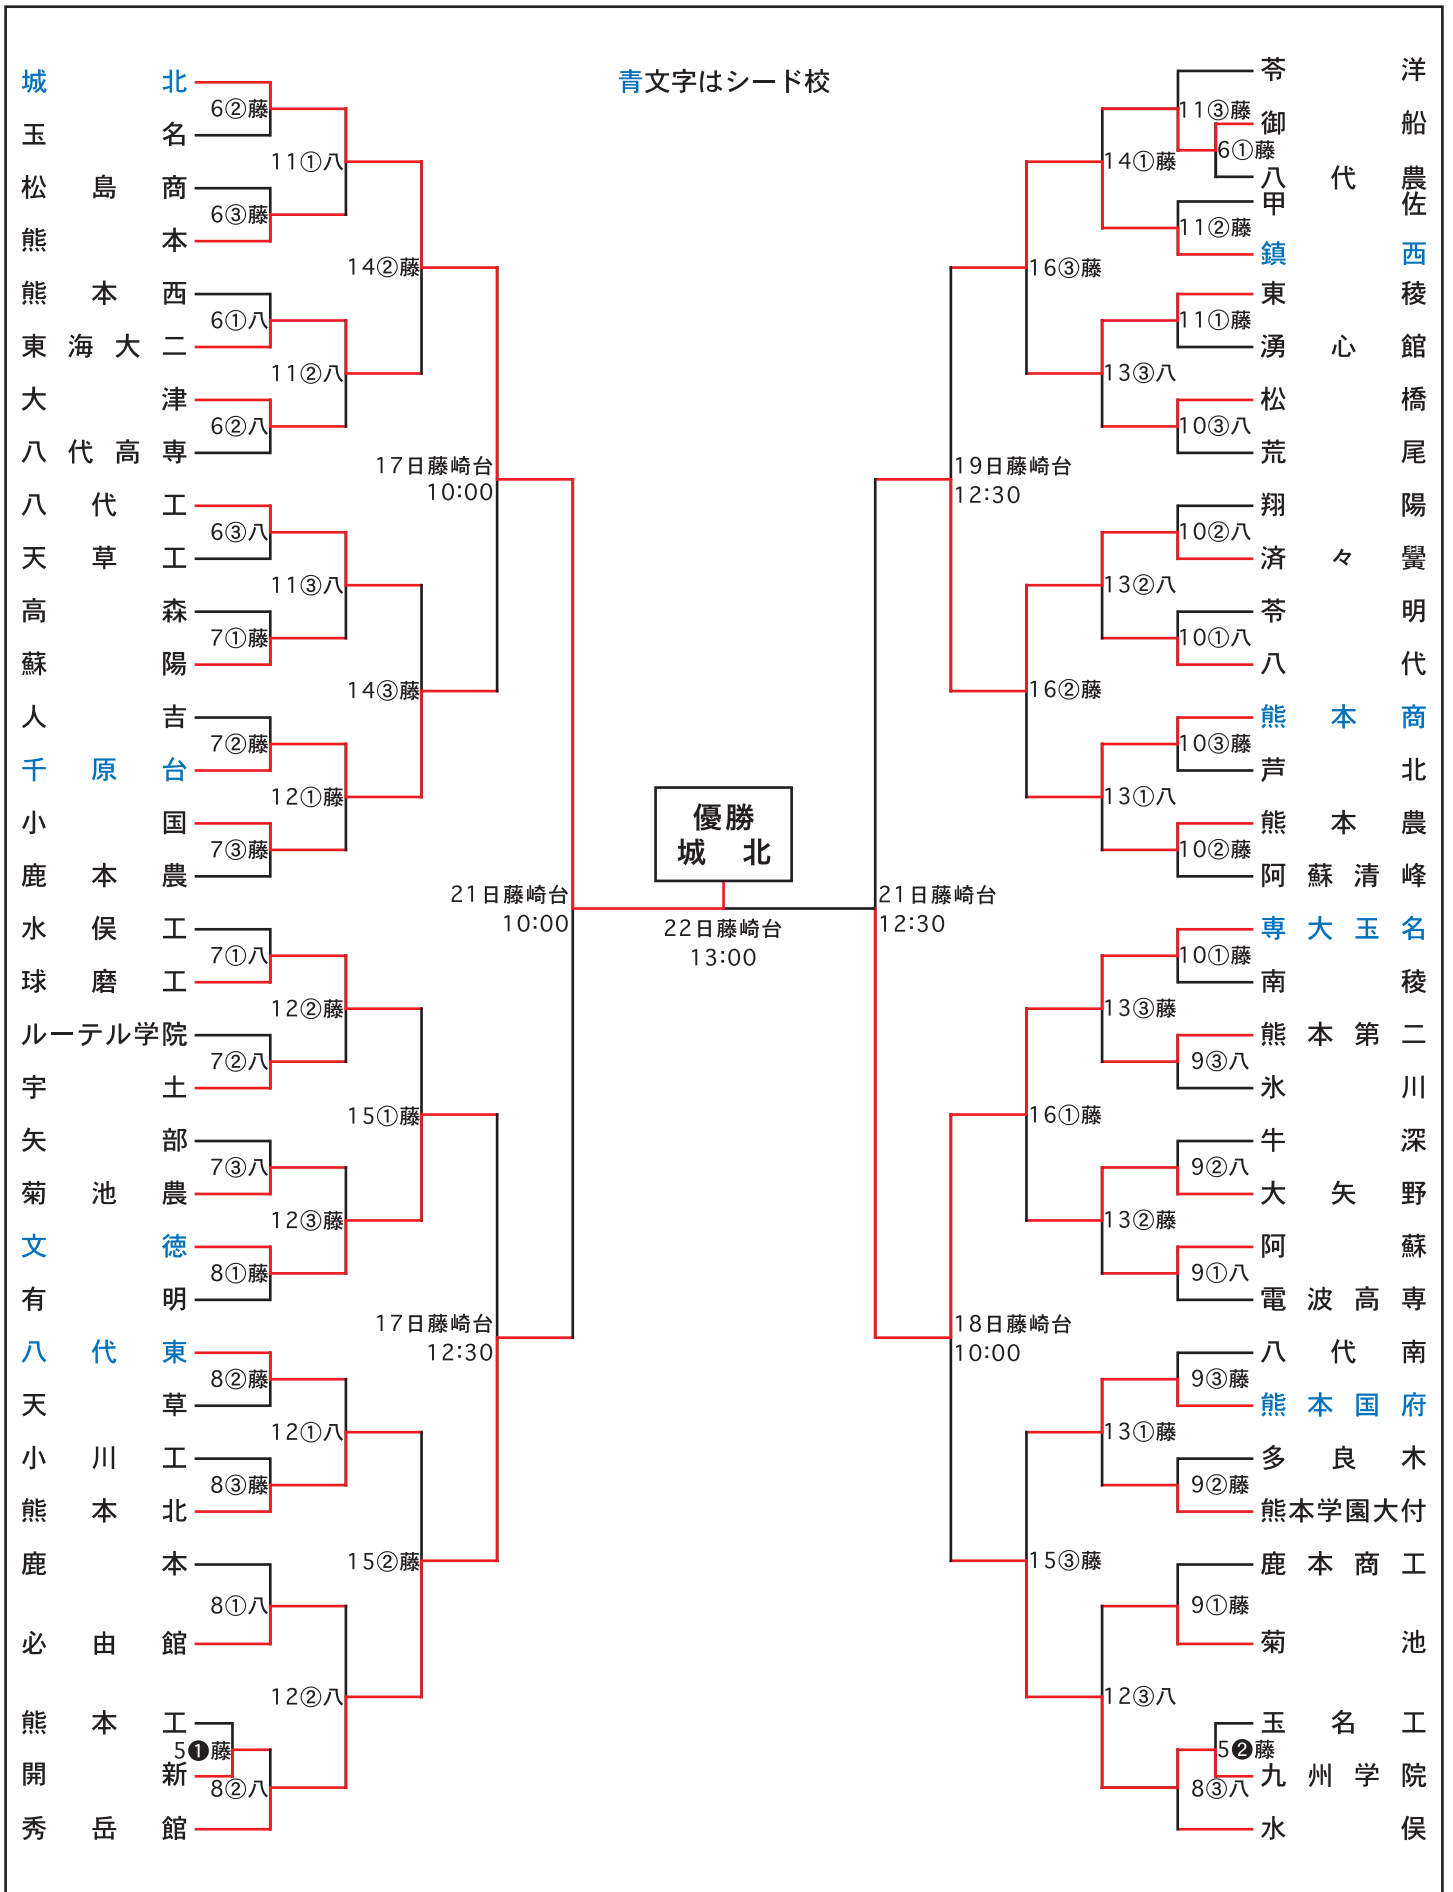 青文字はシード校
城北
玉名
松島商
熊本
熊本西
東海大二
大津
八代高専
八代工
天草工
高森
蘇陽
人吉
千原台
小国
鹿本農
水俣工
球磨工
ルーテル学院
宇土
矢部
菊池農
文徳
有明
八代東
天草
小川工
熊本北
鹿本
必由館
熊本工
開新
秀岳館
6②藤
6③藤
6①八
6②八
6③八
7①藤
7②藤
7③藤
7①八
7②八
7③八
8①藤
8②藤
8③藤
8①八
5❶藤
8②八
11①八
11②八
11③八
12①藤
12②藤
12③藤
12①八
12②八
14②藤
14③藤
15①藤
15②藤
17日藤崎台
10:00
17日藤崎台
12:30
21日藤崎台
10:00
優勝
城北
22日藤崎台
13:00
21日藤崎台
12:30
19日藤崎台
12:30
18日藤崎台
10:00
16③藤
16②藤
16①藤
15③藤
14①藤
13③八
13②八
13①八
13③藤
13②藤
13①藤
12③八
11③藤
6①藤
11②藤
11①藤
10③八
10②八
10①八
10③藤
10②藤
10①藤
9③八
9②八
9①八
9③藤
9②藤
9①藤
5❷藤
8③八
苓洋
御船
八代農
甲佐
鎮西
東稜
湧心館
松橋
荒尾
翔陽
済々黌
苓明
八代
熊本商
芦北
熊本農
阿蘇清峰
専大玉名
南稜
熊本第二
氷川
牛深
大矢野
阿蘇
電波高専
八代南
熊本国府
多良木
熊本学園大付
鹿本商工
菊池
玉名工
九州学院
水俣